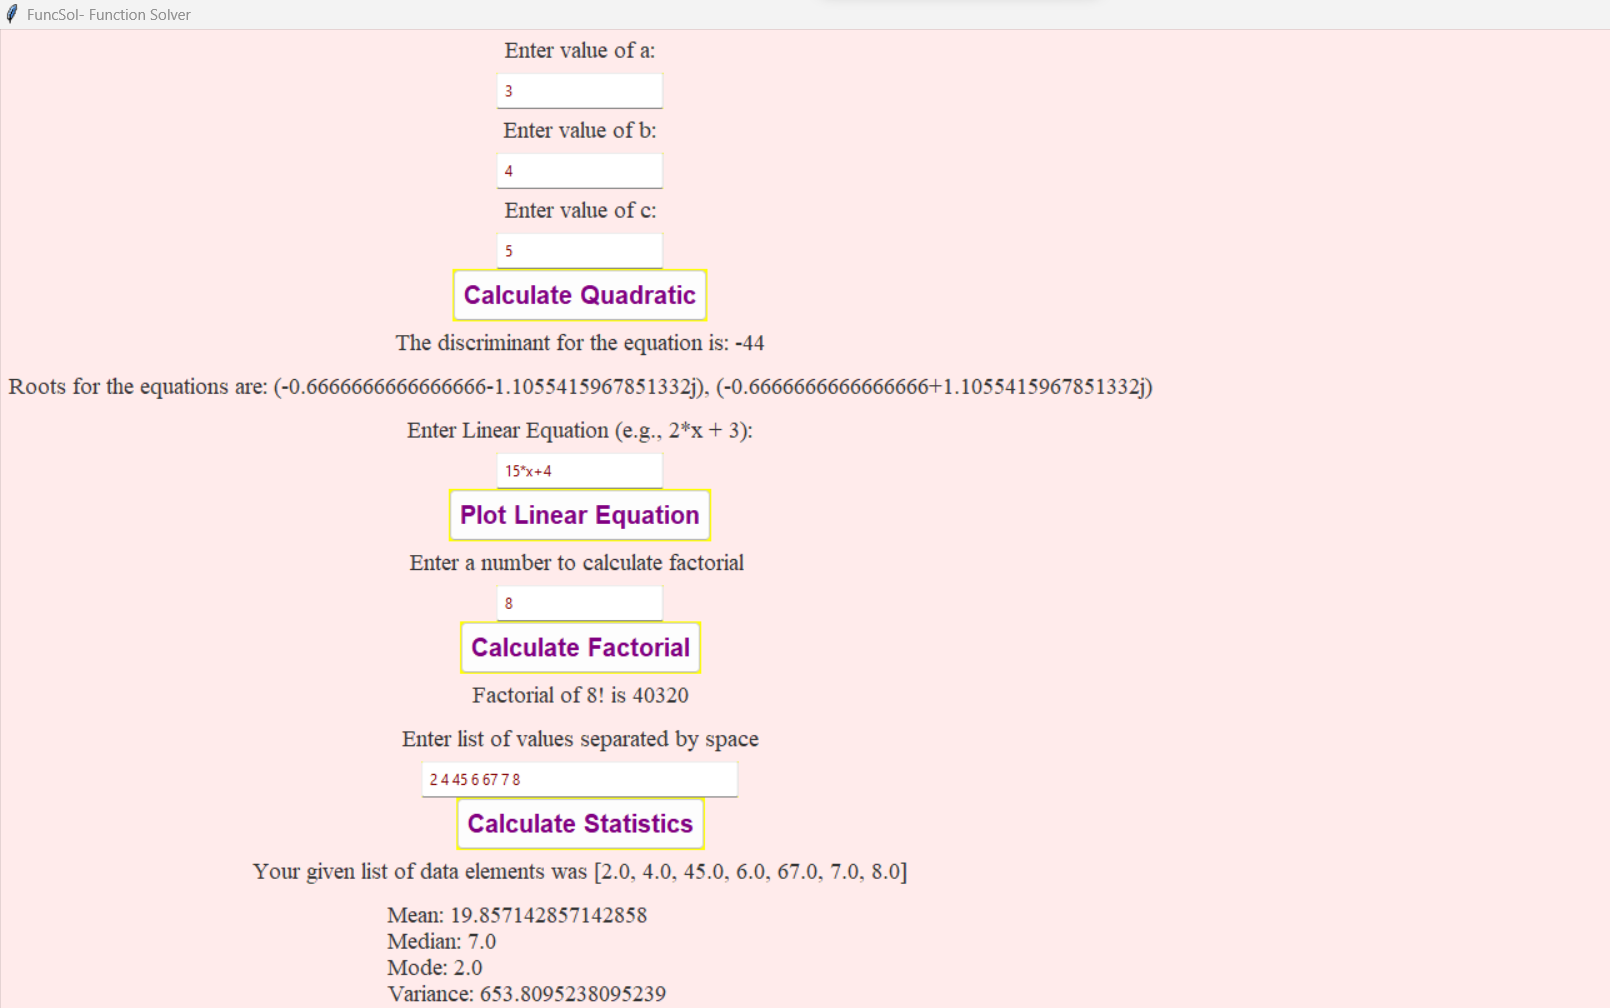 FuncSol- Function Solver
Enter value of a:
3
Enter value of b:
4
Enter value of c:
5
Calculate Quadratic
The discriminant for the equation is: -44
Roots for the equations are: (-0.6666666666666666-1.1055415967851332j), (-0.6666666666666666+1.1055415967851332j)
Enter Linear Equation (e.g., 2*x + 3):
15*x+4
Plot Linear Equation
Enter a number to calculate factorial
8
Calculate Factorial
Factorial of 8! is 40320
Enter list of values separated by space
2 4 45 6 67 7 8
Calculate Statistics
Your given list of data elements was [2.0, 4.0, 45.0, 6.0, 67.0, 7.0, 8.0]
Mean: 19.857142857142858
Median: 7.0
Mode: 2.0
Variance: 653.8095238095239